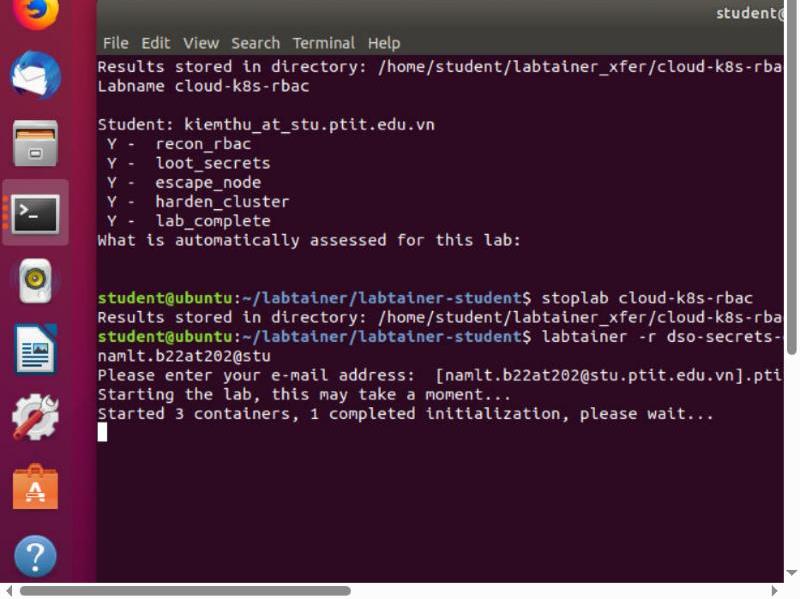 student@
File Edit View Search Terminal Help
Results stored in directory: /home/student/labtainer_xfer/cloud-k8s-rba
Labname cloud-k8s-rbac
Student: kiemthu_at_stu.ptit.edu.vn
Y - recon_rbac
Y - loot_secrets
Y - escape_node
Y - harden_cluster
Y - lab_complete
What is automatically assessed for this lab:
student@ubuntu:~/labtainer/labtainer-student$ stoplab cloud-k8s-rbac
Results stored in directory: /home/student/labtainer_xfer/cloud-k8s-rba
student@ubuntu:~/labtainer/labtainer-student$ labtainer -r dso-secrets-
namlt.b22at202@stu
Please enter your e-mail address: [namlt.b22at202@stu.ptit.edu.vn].pti
Starting the lab, this may take a moment...
Started 3 containers, 1 completed initialization, please wait...